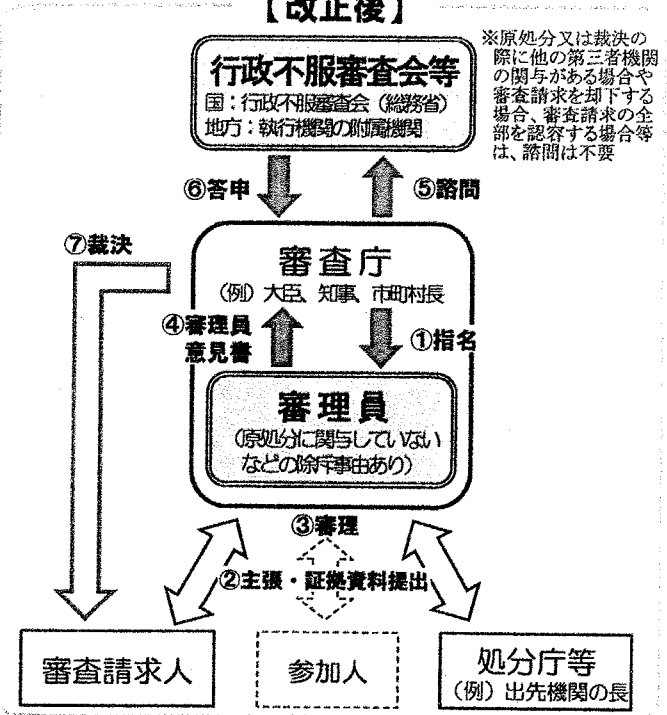 【改正後】
行政不服審査会等
国：行政不服審査会（総務省）
地方：執行機関の附属機関
※原処分又は裁決の
際に他の第三者機関
の関与がある場合や
審査請求を却下する
場合、審査請求の全
部を認容する場合等
は、諮問は不要
⑥答申
⑤諮問
⑦裁決
審査庁
（例）大臣、知事、市町村長
④審理員
意見書
①指名
審理員
（原処分に関与していない
などの除斥事由あり）
③審理
②主張・証拠資料提出
審査請求人
参加人
処分庁等
（例）出先機関の長